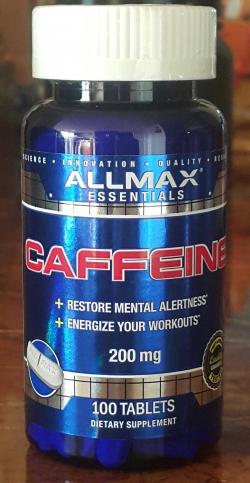 SCIENCE • INNOVATION • QUALITY •
ALLMAX®
ESSENTIALS
CAFFEINE
+ RESTORE MENTAL ALERTNESS*
+ ENERGIZE YOUR WORKOUTS*
200 mg
100 TABLETS
DIETARY SUPPLEMENT